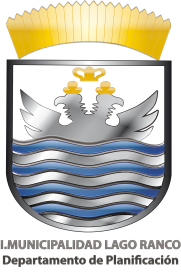 I.MUNICIPALIDAD LAGO RANCO
Departamento de Planificación